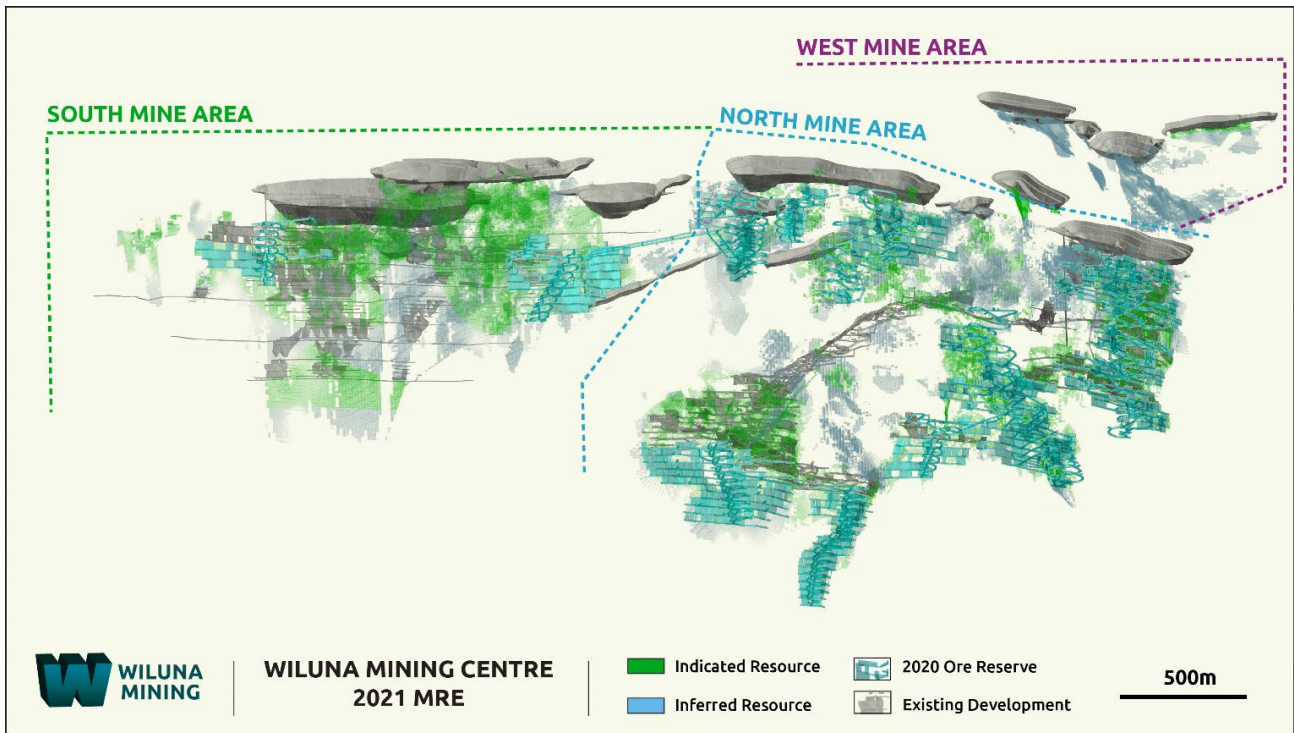 WEST MINE AREA
SOUTH MINE AREA
NORTH MINE AREA
WILUNA
MINING
WILUNA MINING CENTRE
2021 MRE
Indicated Resource
Inferred Resource
2020 Ore Reserve
Existing Development
500m